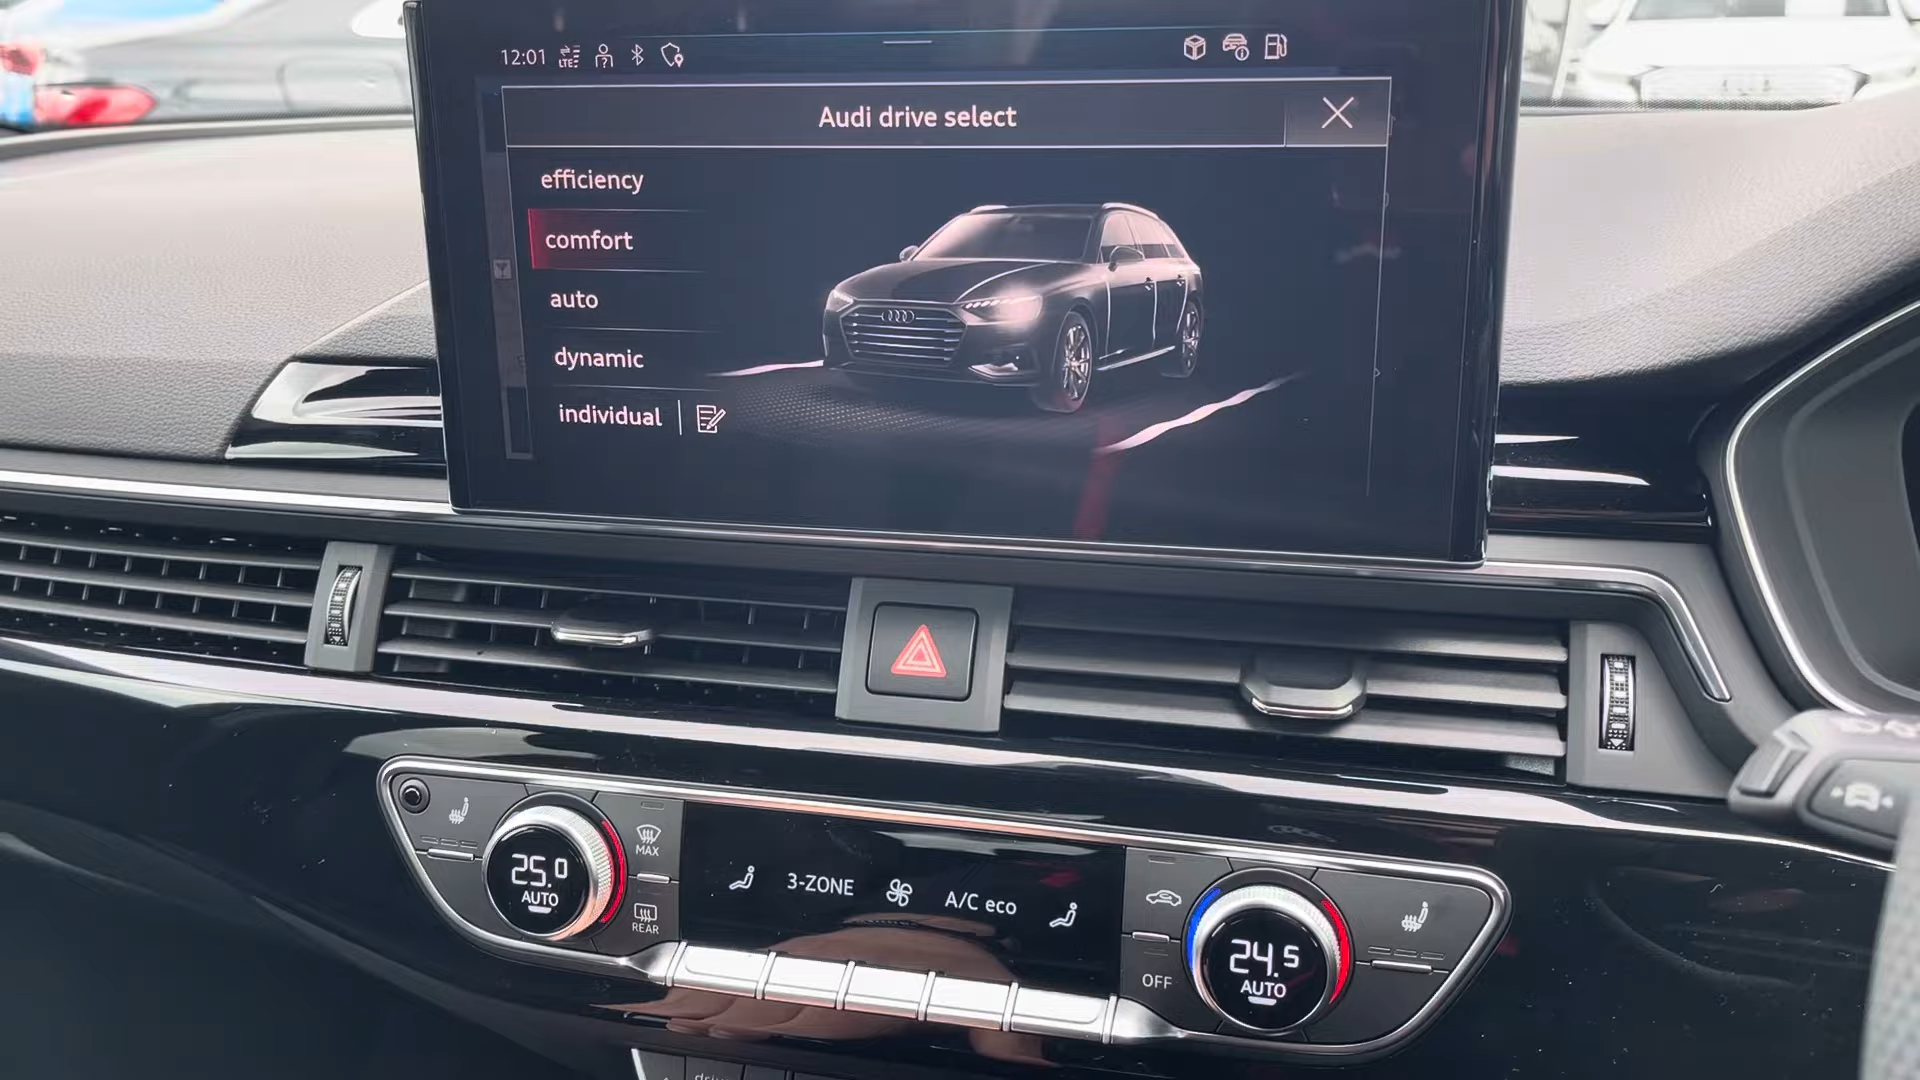 12:01 LTE
Audi drive select
efficiency
comfort
auto
dynamic
individual
25.0
AUTO
MAX
REAR
3-ZONE
A/C eco
OFF
24.5
AUTO